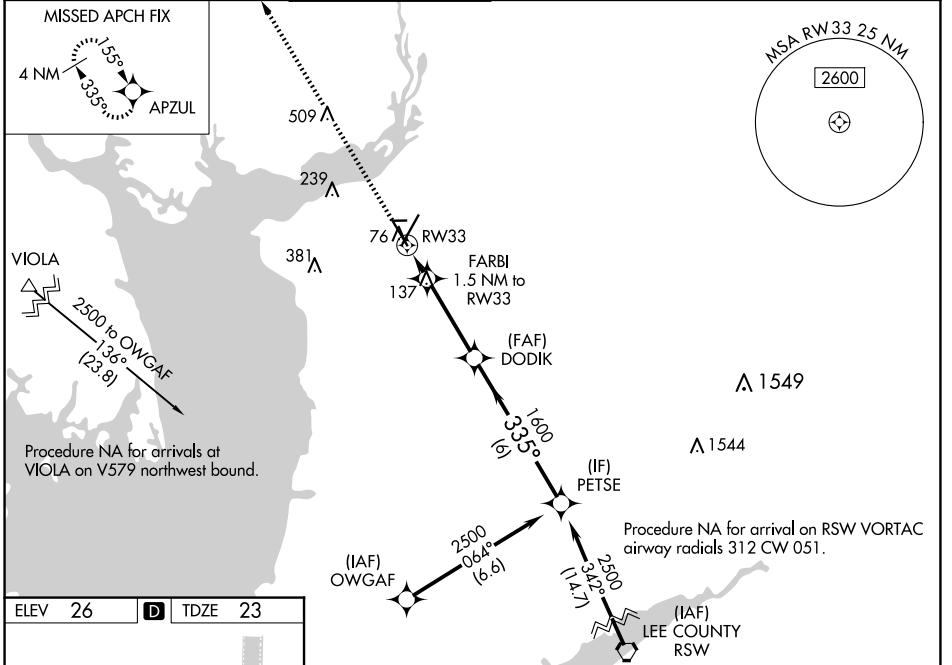 MISSED APCH FIX
155°
4 NM
335°
APZUL
MSA RW33 25 NM
2600
509
239
76
RW33
381
FARBI
1.5 NM to
RW33
137
VIOLA
2500 to OWGAF
136°
(23.8)
(FAF)
DODIK
1549
1544
1600
335°
(6)
Procedure NA for arrivals at
VIOLA on V579 northwest bound.
(IF)
PETSE
Procedure NA for arrival on RSW VORTAC
airway radials 312 CW 051.
2500
064°
(6.6)
(IAF)
OWGAF
2500
342°
(14.7)
(IAF)
LEE COUNTY
RSW
ELEV 26 D TDZE 23